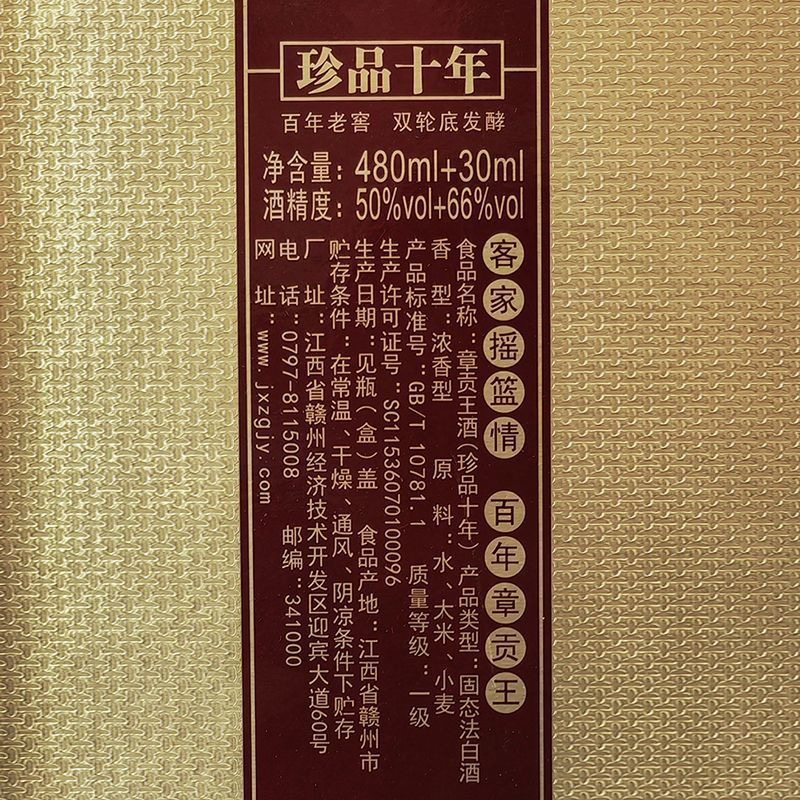 珍品十年
百年老窖 双轮底发酵
净含量：480ml+30ml
酒精度：50%vol+66%vol
客家摇篮情 百年章贡王
食品名称：章贡王酒（珍品十年）产品类型：固态法白酒
香型：浓香型 原料：水、大米、小麦
产品标准号：GB/T 10781.1 质量等级：一级
生产许可证号：SC11536070100096
生产日期：见瓶（盒）盖 食品产地：江西省赣州市
贮存条件：在常温、干燥、通风、阴凉条件下贮存
厂址：江西省赣州经济技术开发区迎宾大道60号
电话：0797-8115008 邮编：341000
网址：www.jxzgjy.com